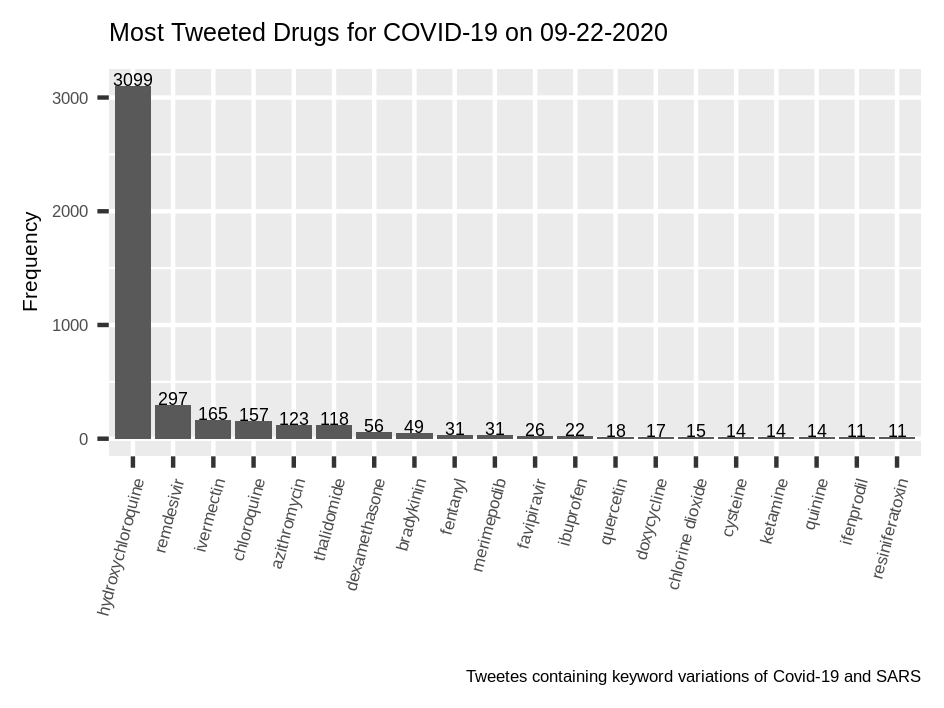 Most Tweeted Drugs for COVID-19 on 09-22-2020
Frequency
3000
2000
1000
0
3099
297
165
157
123
118
56
49
31
31
26
22
18
17
15
14
14
14
11
11
hydroxychloroquine
remdesivir
ivermectin
chloroquine
azithromycin
thalidomide
dexamethasone
bradykinin
fentanyl
merimepodib
favipiravir
ibuprofen
quercetin
doxycycline
chlorine dioxide
cysteine
ketamine
quinine
ifenprodil
resiniferatoxin
Tweetes containing keyword variations of Covid-19 and SARS